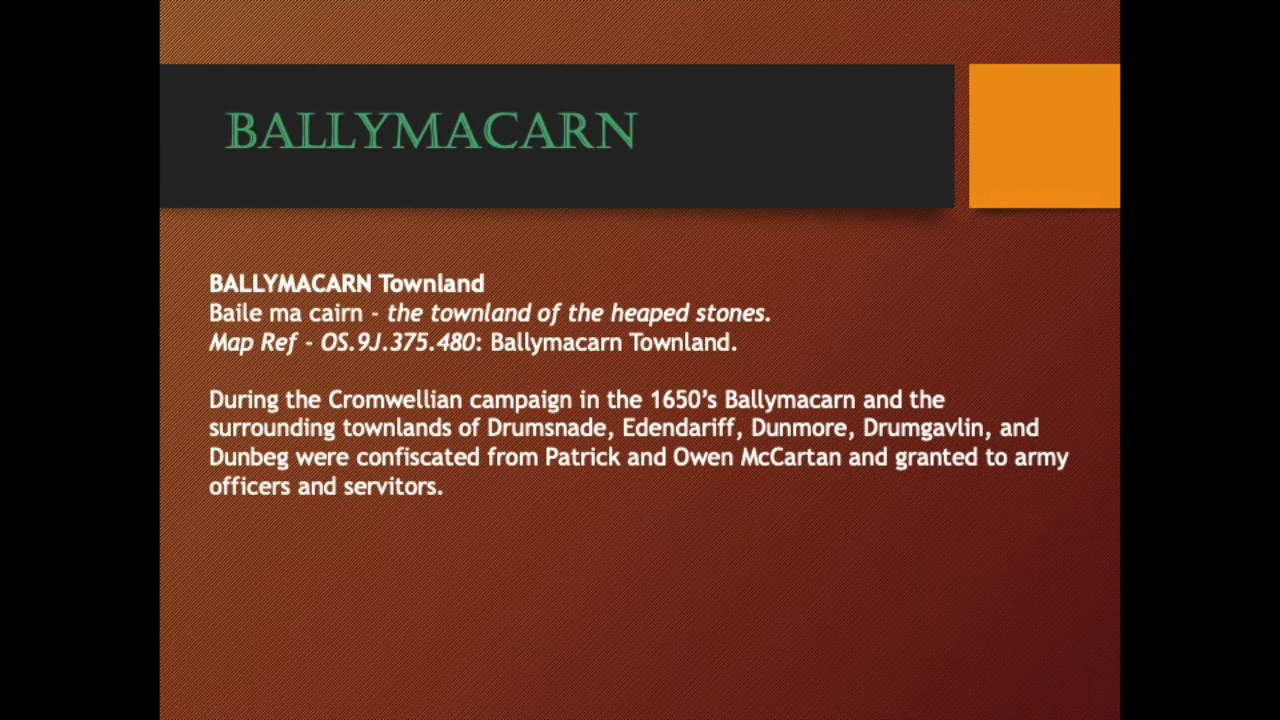 BALLYMACARN
BALLYMACARN Townland
Baile ma cairn - the townland of the heaped stones.
Map Ref - OS.9J.375.480: Ballymacarn Townland.
During the Cromwellian campaign in the 1650’s Ballymacarn and the
surrounding townlands of Drumsnade, Edendariff, Dunmore, Drumgavlin, and
Dunbeg were confiscated from Patrick and Owen McCartan and granted to army
officers and servitors.